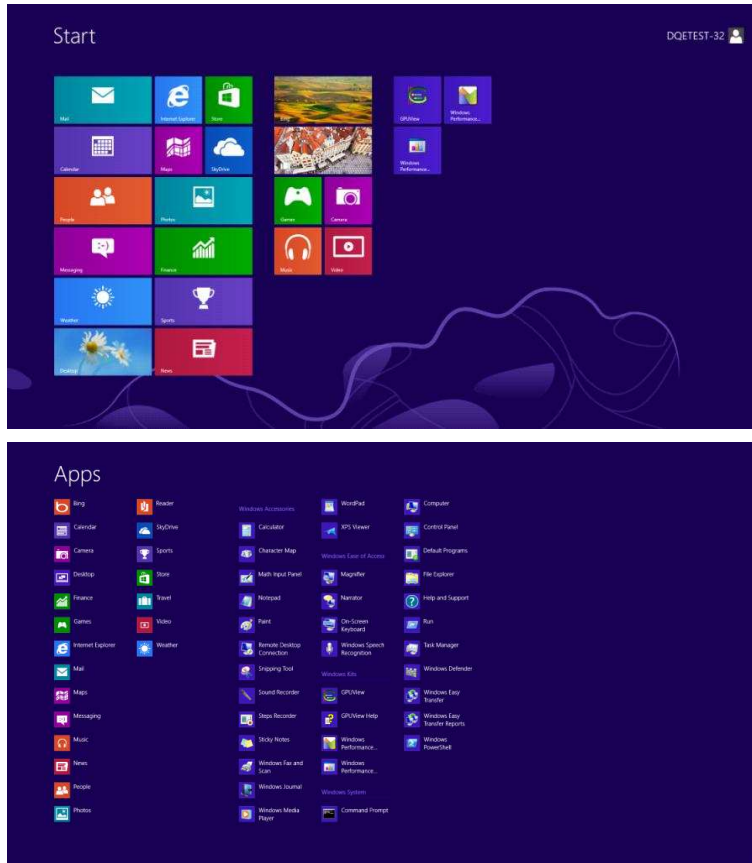 Start
DQETEST-32
Mail
Internet Explorer
Store
GPUView
Windows
Performance...
Calendar
Maps
SkyDrive
Windows
Performance...
People
Photos
Games
Camera
Messaging
Finance
Music
Video
Weather
Sports
Desktop
News
Apps
Bing
Calendar
Camera
Desktop
Finance
Games
Internet Explorer
Mail
Maps
Messaging
Music
News
People
Photos
Reader
SkyDrive
Sports
Store
Travel
Video
Weather
Windows Accessories
Calculator
Character Map
Math Input Panel
Notepad
Paint
Remote Desktop
Connection
Snipping Tool
Sound Recorder
Steps Recorder
Sticky Notes
Windows Fax and
Scan
Windows Journal
Windows Media
Player
WordPad
XPS Viewer
Windows Ease of Access
Magnifier
Narrator
On-Screen
Keyboard
Windows Speech
Recognition
Windows Kits
GPUView
GPUView Help
Windows
Performance...
Windows
Performance...
Windows System
Command Prompt
Computer
Control Panel
Default Programs
File Explorer
Help and Support
Run
Task Manager
Windows Defender
Windows Easy
Transfer
Windows Easy
Transfer Reports
Windows
PowerShell